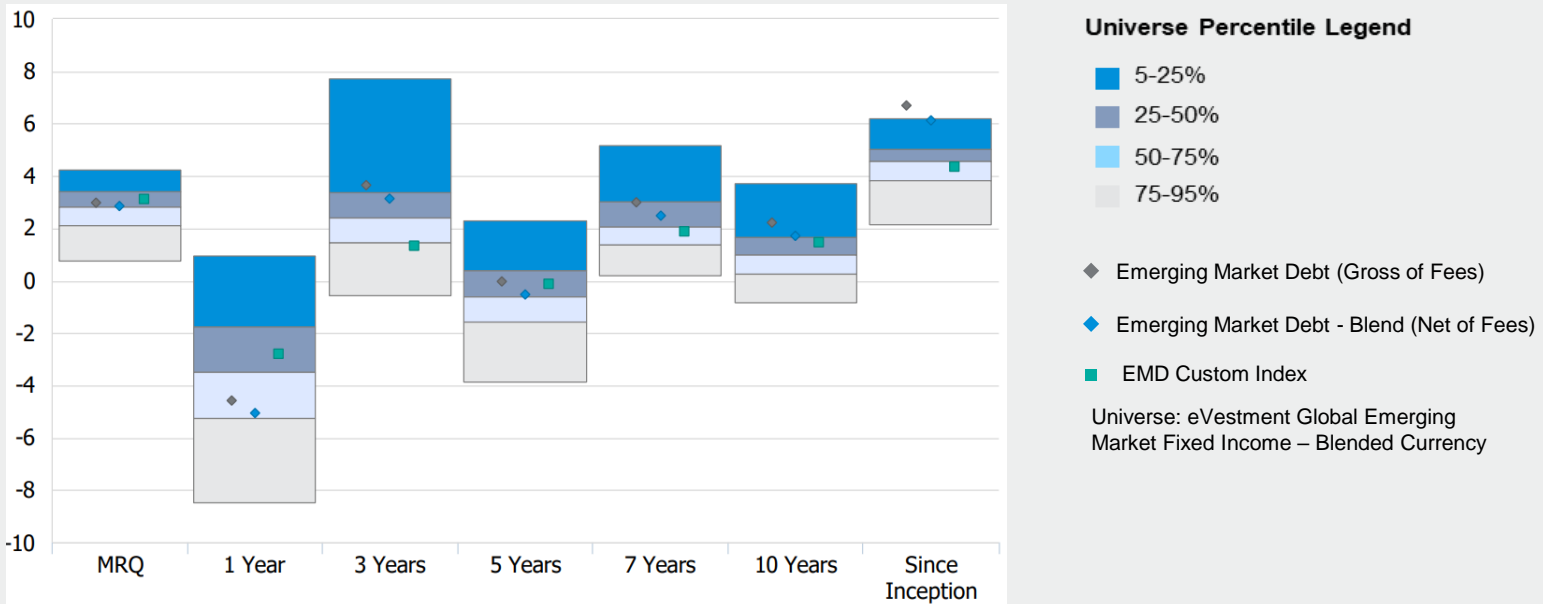 10
8
6
4
2
0
-2
-4
-6
-8
-10
MRQ
1 Year
3 Years
5 Years
7 Years
10 Years
Since
Inception
Universe Percentile Legend
5-25%
25-50%
50-75%
75-95%
Emerging Market Debt (Gross of Fees)
Emerging Market Debt - Blend (Net of Fees)
EMD Custom Index
Universe: eVestment Global Emerging
Market Fixed Income – Blended Currency